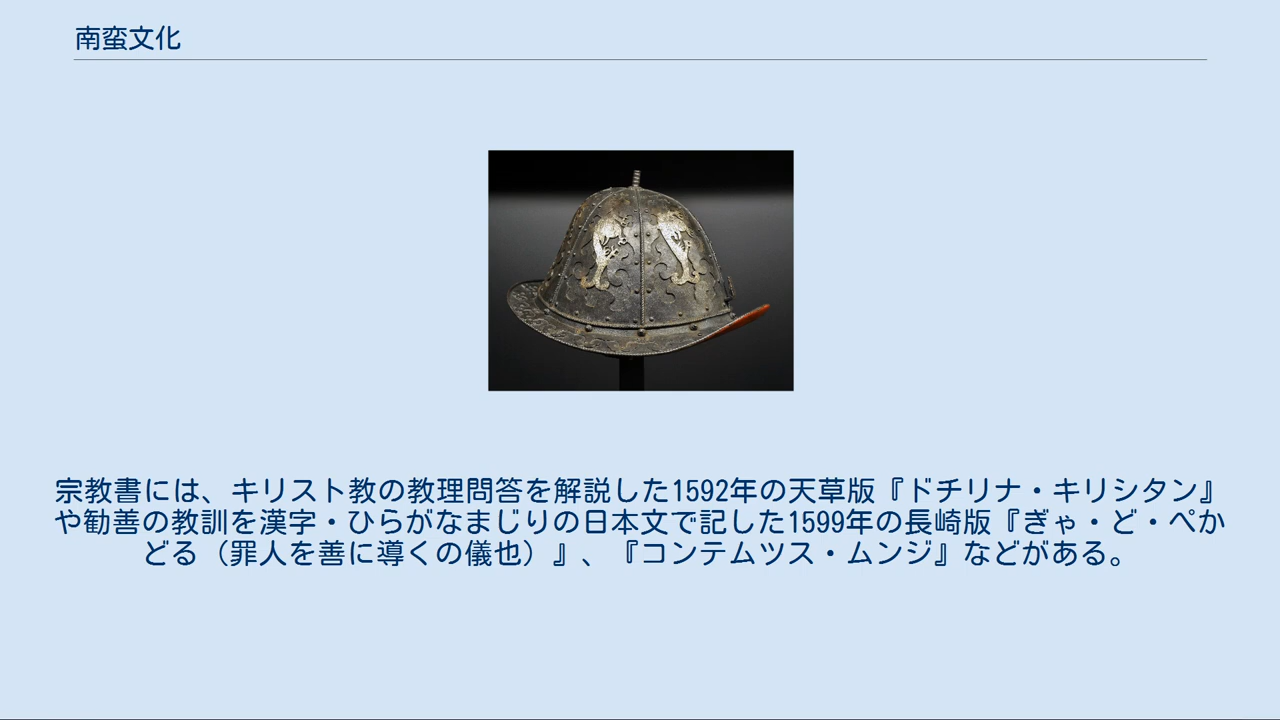 南蛮文化
宗教書には、キリスト教の教理問答を解説した1592年の天草版『ドチリナ・キリシタン』
や勧善の教訓を漢字・ひらがなまじりの日本文で記した1599年の長崎版『ぎゃ・ど・ぺか
どる（罪人を善に導くの儀也）』、『コンテムツス・ムンジ』などがある。